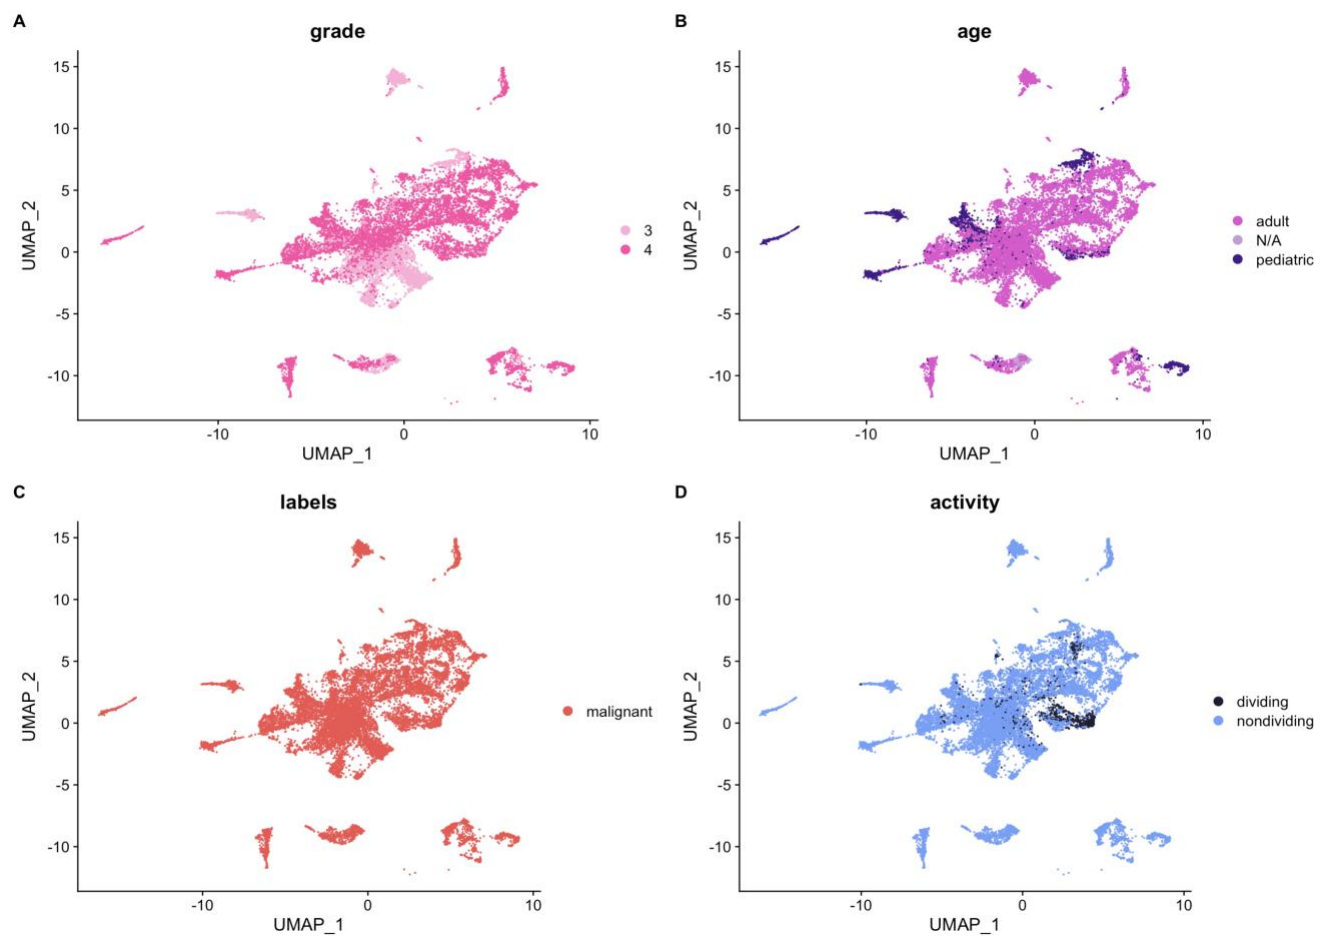 A
grade
15
10
5
0
-5
-10
UMAP_2
-10
0
10
UMAP_1
3
4
B
age
15
10
5
0
-5
-10
UMAP_2
-10
0
10
UMAP_1
adult
N/A
pediatric
C
labels
15
10
5
0
-5
-10
UMAP_2
-10
0
10
UMAP_1
malignant
D
activity
15
10
5
0
-5
-10
UMAP_2
-10
0
10
UMAP_1
dividing
nondividing